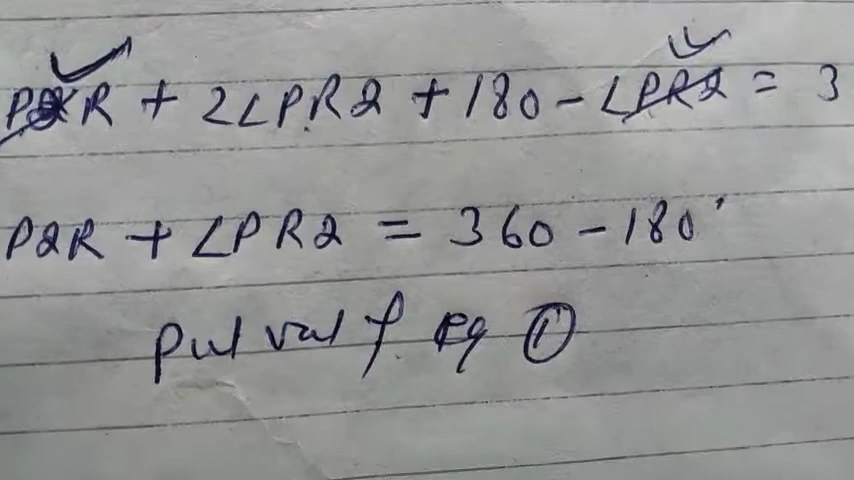 PQR + 2∠PRQ + 180 - ∠PRQ = 3
PQR + ∠PRQ = 360 - 180°
put val of eq ①